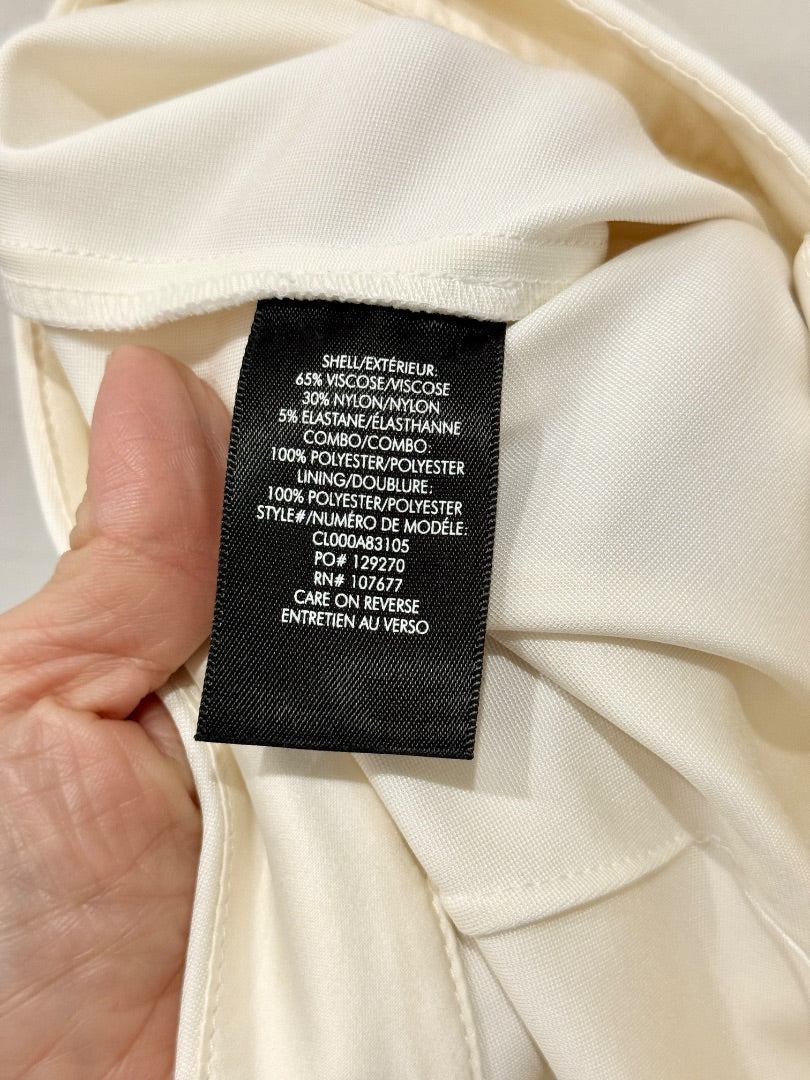 SHELL/EXTÉRIEUR:
65% VISCOSE/VISCOSE
30% NYLON/NYLON
5% ELASTANE/ÉLASTHANNE
COMBO/COMBO:
100% POLYESTER/POLYESTER
LINING/DOUBLURE:
100% POLYESTER/POLYESTER
STYLE#/NUMÉRO DE MODÉLE:
CL000A83105
PO# 129270
RN# 107677
CARE ON REVERSE
ENTRETIEN AU VERSO